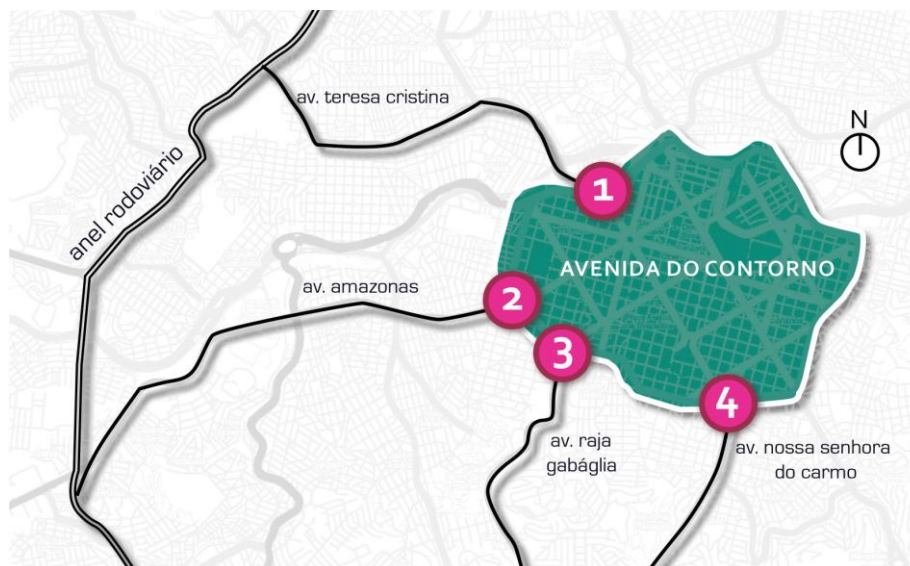 av. teresa cristina
N
anel rodoviário
1
AVENIDA DO CONTORNO
av. amazonas
2
3
4
av. raja
gabáglia
av. nossa senhora
do carmo